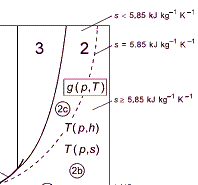 s < 5,85 kJ kg⁻¹ K⁻¹
3 2
s = 5.85 kJ kg⁻¹ K⁻¹
g(p,T)
s ≥ 5,85 kJ kg⁻¹ K⁻¹
2c
T(p,h)
T(p,s)
2b